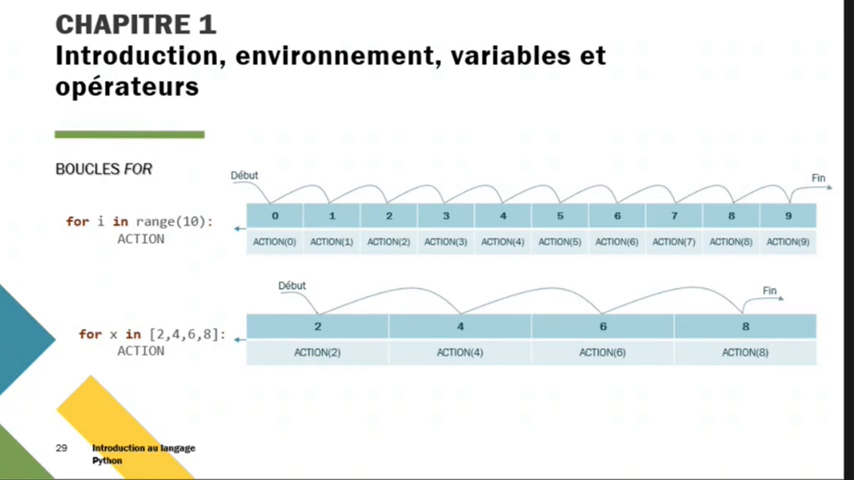 CHAPITRE 1
Introduction, environnement, variables et
opérateurs
BOUCLES FOR
Début
Fin
for i in range(10):
ACTION
0 1 2 3 4 5 6 7 8 9
ACTION(0) ACTION(1) ACTION(2) ACTION(3) ACTION(4) ACTION(5) ACTION(6) ACTION(7) ACTION(8) ACTION(9)
Début
Fin
for x in [2,4,6,8]:
ACTION
2 4 6 8
ACTION(2) ACTION(4) ACTION(6) ACTION(8)
29
Introduction au langage
Python